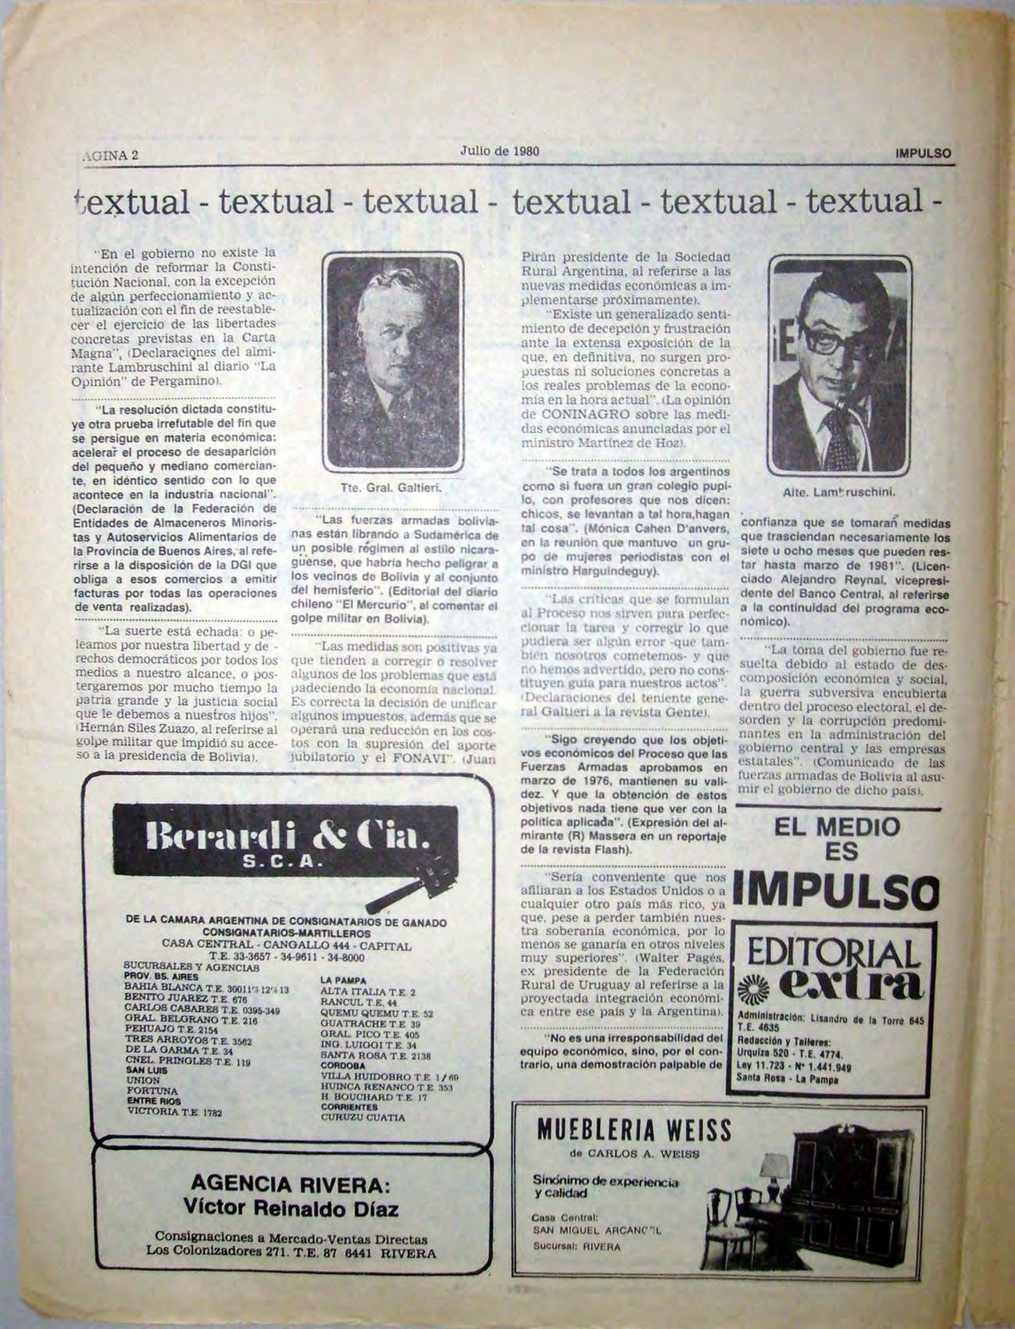 AGINA 2
Julio de 1980
IMPULSO
textual - textual - textual - textual - textual - textual -
"En el gobierno no existe la
intención de reformar la Consti-
tución Nacional, con la excepción
de algún perfeccionamiento y ac-
tualización con el fin de reestable-
cer el ejercicio de las libertades
concretas previstas en la Carta
Magna", (Declaraciones del almi-
rante Lambruschini al diario "La
Opinión" de Pergamino).
"La resolución dictada constitu-
ye otra prueba irrefutable del fin que
se persigue en materia económica:
acelerar el proceso de desaparición
del pequeño y mediano comercian-
te, en idéntico sentido con lo que
acontece en la industria nacional".
(Declaración de la Federación de
Entidades de Almaceneros Minoris-
tas y Autoservicios Alimentarios de
la Provincia de Buenos Aires, al refe-
rirse a la disposición de la DGI que
obliga a esos comercios a emitir
facturas por todas las operaciones
de venta realizadas).
"La suerte está echada: o pe-
leamos por nuestra libertad y de -
rechos democráticos por todos los
medios a nuestro alcance, o pos-
tergaremos por mucho tiempo la
patria grande y la justicia social
que le debemos a nuestros hijos".
(Hernán Siles Zuazo, al referirse al
golpe militar que impidió su acce-
so a la presidencia de Bolivia).
Tte. Gral. Galtieri.
"Las fuerzas armadas bolivia-
nas están librando a Sudamérica de
un posible régimen al estilo nicara-
güense, que habría hecho peligrar a
los vecinos de Bolivia y al conjunto
del hemisferio". (Editorial del diario
chileno "El Mercurio", al comentar el
golpe militar en Bolivia).
"Las medidas son positivas ya
que tienden a corregir o resolver
algunos de los problemas que está
padeciendo la economía nacional.
Es correcta la decisión de unificar
algunos impuestos, además que se
operará una reducción en los cos-
tos con la supresión del aporte
jubilatorio y el FONAVI". (Juan
Pirán presidente de la Sociedad
Rural Argentina, al referirse a las
nuevas medidas económicas a im-
plementarse próximamente).
"Existe un generalizado senti-
miento de decepción y frustración
ante la extensa exposición de la
que, en definitiva, no surgen pro-
puestas ni soluciones concretas a
los reales problemas de la econo-
mía en la hora actual". (La opinión
de CONINAGRO sobre las medi-
das económicas anunciadas por el
ministro Martínez de Hoz).
"Se trata a todos los argentinos
como si fuera un gran colegio pupi-
lo, con profesores que nos dicen:
chicos, se levantan a tal hora,hagan
tal cosa". (Mónica Cahen D'anvers,
en la reunión que mantuvo un gru-
po de mujeres periodistas con el
ministro Harguindeguy).
"Las críticas que se formulan
al Proceso nos sirven para perfec-
cionar la tarea y corregir lo que
pudiera ser algún error -que tam-
bién nosotros cometemos- y que
no hemos advertido, pero no cons-
tituyen guía para nuestros actos".
(Declaraciones del teniente gene-
ral Galtieri a la revista Gente).
"Sigo creyendo que los objeti-
vos económicos del Proceso que las
Fuerzas Armadas aprobamos en
marzo de 1976, mantienen su vali-
dez. Y que la obtención de estos
objetivos nada tiene que ver con la
política aplicada". (Expresión del al-
mirante (R) Massera en un reportaje
de la revista Flash).
"Sería conveniente que nos
afiliaran a los Estados Unidos o a
cualquier otro país más rico, ya
que, pese a perder también nues-
tra soberanía económica, por lo
menos se ganaría en otros niveles
muy superiores". (Walter Pagés,
ex presidente de la Federación
Rural de Uruguay al referirse a la
proyectada integración económi-
ca entre ese país y la Argentina).
"No es una irresponsabilidad del
equipo económico, sino, por el con-
trario, una demostración palpable de
Alte. Lambruschini.
confianza que se tomarán medidas
que trasciendan necesariamente los
siete u ocho meses que pueden res-
tar hasta marzo de 1981". (Licen-
ciado Alejandro Reynal, vicepresi-
dente del Banco Central, al referirse
a la continuidad del programa eco-
nómico).
"La toma del gobierno fue re-
suelta debido al estado de des-
composición económica y social,
la guerra subversiva encubierta
dentro del proceso electoral, el de-
sorden y la corrupción predomi-
nantes en la administración del
gobierno central y las empresas
estatales". (Comunicado de las
fuerzas armadas de Bolivia al asu-
mir el gobierno de dicho país).
Berardi & Cia.
S.C.A.
DE LA CAMARA ARGENTINA DE CONSIGNATARIOS DE GANADO
CONSIGNATARIOS-MARTILLEROS
CASA CENTRAL - CANGALLO 444 - CAPITAL
T.E. 33-3657 - 34-9611 - 34-8000
SUCURSALES Y AGENCIAS
PROV. BS. AIRES
BAHIA BLANCA T.E. 30011
BENITO JUAREZ T.E. 676
CARLOS CASARES T.E. 0395-349
GRAL. BELGRANO T.E. 216
PEHUAJO T.E. 2154
TRES ARROYOS T.E. 3562
DE LA GARMA T.E. 34
CNEL. PRINGLES T.E. 119
SAN LUIS
UNION
FORTUNA
ENTRE RIOS
VICTORIA T.E. 1782
LA PAMPA
ALTA ITALIA T.E. 2
RANCUL T.E. 44
QUEMU QUEMU T.E. 52
GUATRACHE T.E. 39
GRAL. PICO T.E. 405
ING. LUIGGI T.E. 34
SANTA ROSA T.E. 2138
CORDOBA
VILLA HUIDOBRO T.E. 1/60
HUINCA RENANCO T.E. 353
H. BOUCHARD T.E. 17
CORRIENTES
CURUZU CUATIA
AGENCIA RIVERA:
Víctor Reinaldo Díaz
Consignaciones a Mercado-Ventas Directas
Los Colonizadores 271. T.E. 87 6441 RIVERA
EL MEDIO
ES
IMPULSO
EDITORIAL
extra
Administración: Lisandro de la Torre 645
T.E. 4635
Redacción y Talleres:
Urquiza 520 - T.E. 4774.
Ley 11.723 - Nº 1.441.949
Santa Rosa - La Pampa
MUEBLERIA WEISS
de CARLOS A. WEISS
Sinónimo de experiencia
y calidad
Casa Central:
SAN MIGUEL ARCANGEL
Sucursal: RIVERA